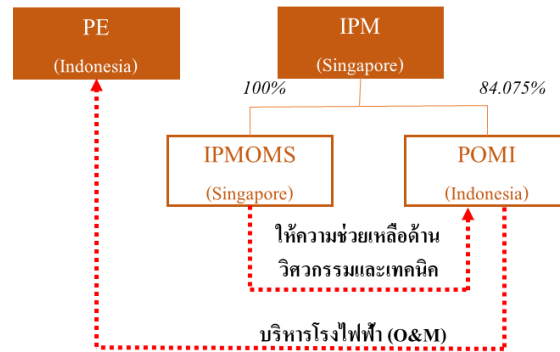 PE
(Indonesia)
IPM
(Singapore)
100%
84.075%
IPMOMS
(Singapore)
POMI
(Indonesia)
ให้ความช่วยเหลือด้าน
วิศวกรรมและเทคนิค
บริหารโรงไฟฟ้า (O&M)